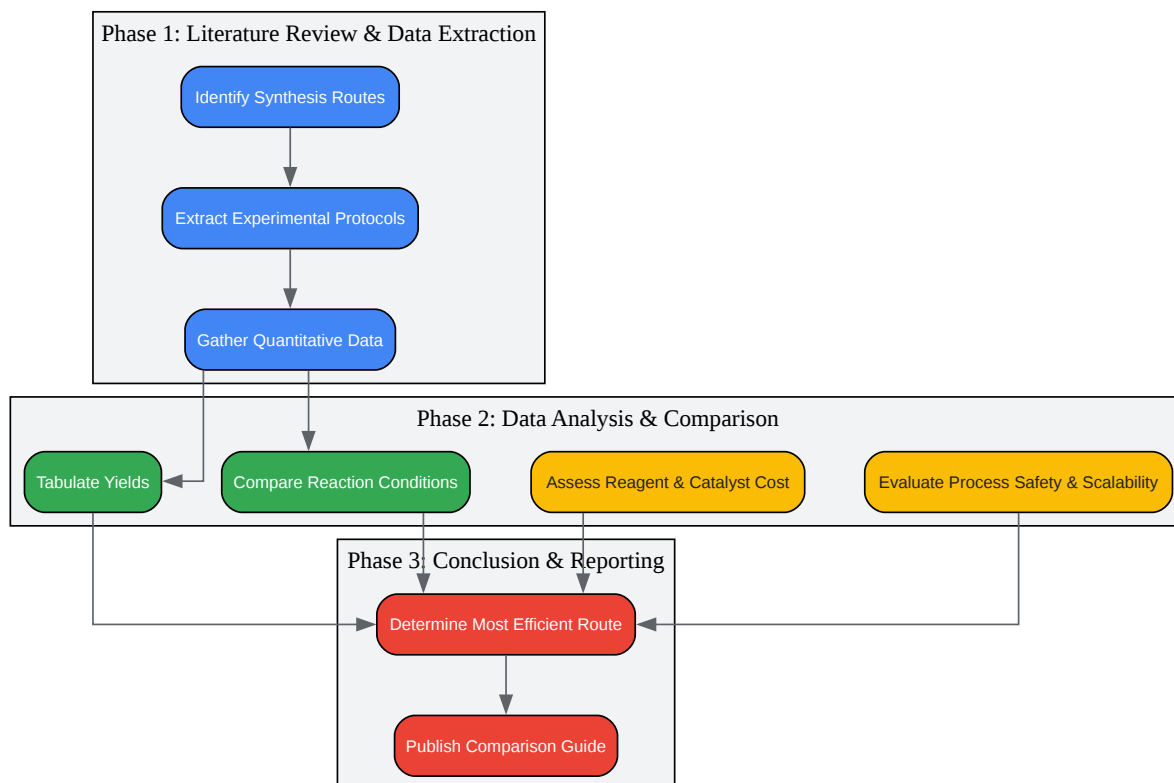 Phase 1: Literature Review & Data Extraction
Identify Synthesis Routes
Extract Experimental Protocols
Gather Quantitative Data
Phase 2: Data Analysis & Comparison
Tabulate Yields
Compare Reaction Conditions
Assess Reagent & Catalyst Cost
Evaluate Process Safety & Scalability
Phase 3: Conclusion & Reporting
Determine Most Efficient Route
Publish Comparison Guide